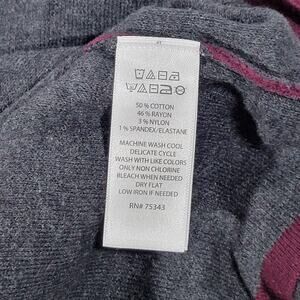 50 % COTTON
46 % RAYON
3 % NYLON
1 % SPANDEX/ELASTANE
MACHINE WASH COOL
DELICATE CYCLE
WASH WITH LIKE COLORS
ONLY NON CHLORINE
BLEACH WHEN NEEDED
DRY FLAT
LOW IRON IF NEEDED
RN# 75343